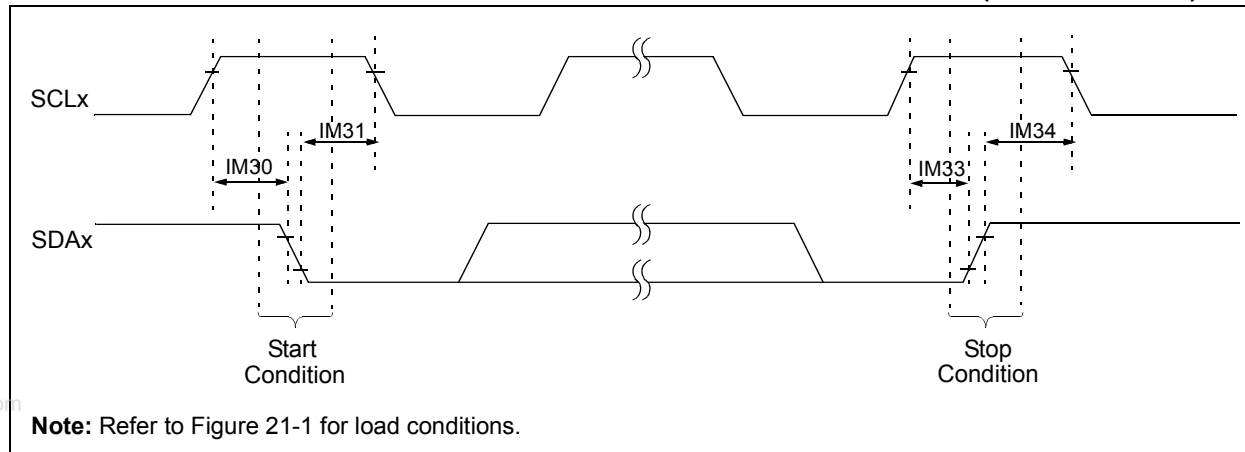 SCLx
IM31
IM34
IM30
IM33
SDAx
Start
Condition
Stop
Condition
om
Note: Refer to Figure 21-1 for load conditions.